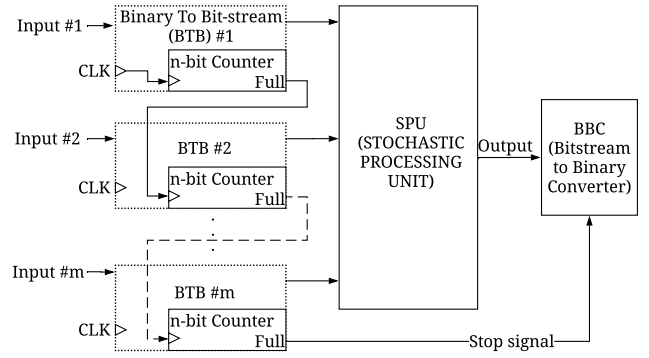 Input #1
Binary To Bit-stream
(BTB) #1
CLK
n-bit Counter
Full
Input #2
BTB #2
CLK
n-bit Counter
Full
Input #m
BTB #m
CLK
n-bit Counter
Full
SPU
(STOCHASTIC
PROCESSING
UNIT)
Output
BBC
(Bitstream
to Binary
Converter)
Stop signal